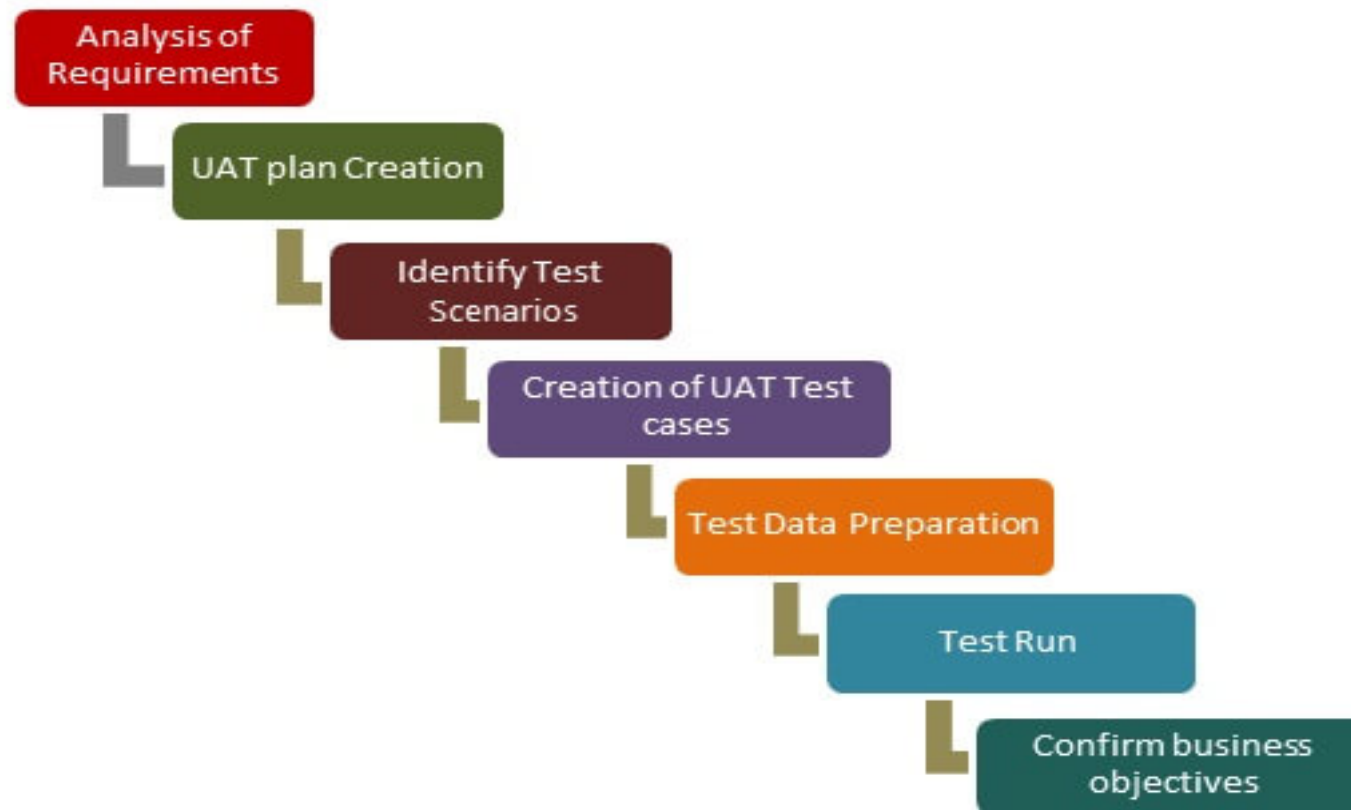 Analysis of
Requirements
UAT plan Creation
Identify Test
Scenarios
Creation of UAT Test
cases
Test Data Preparation
Test Run
Confirm business
objectives